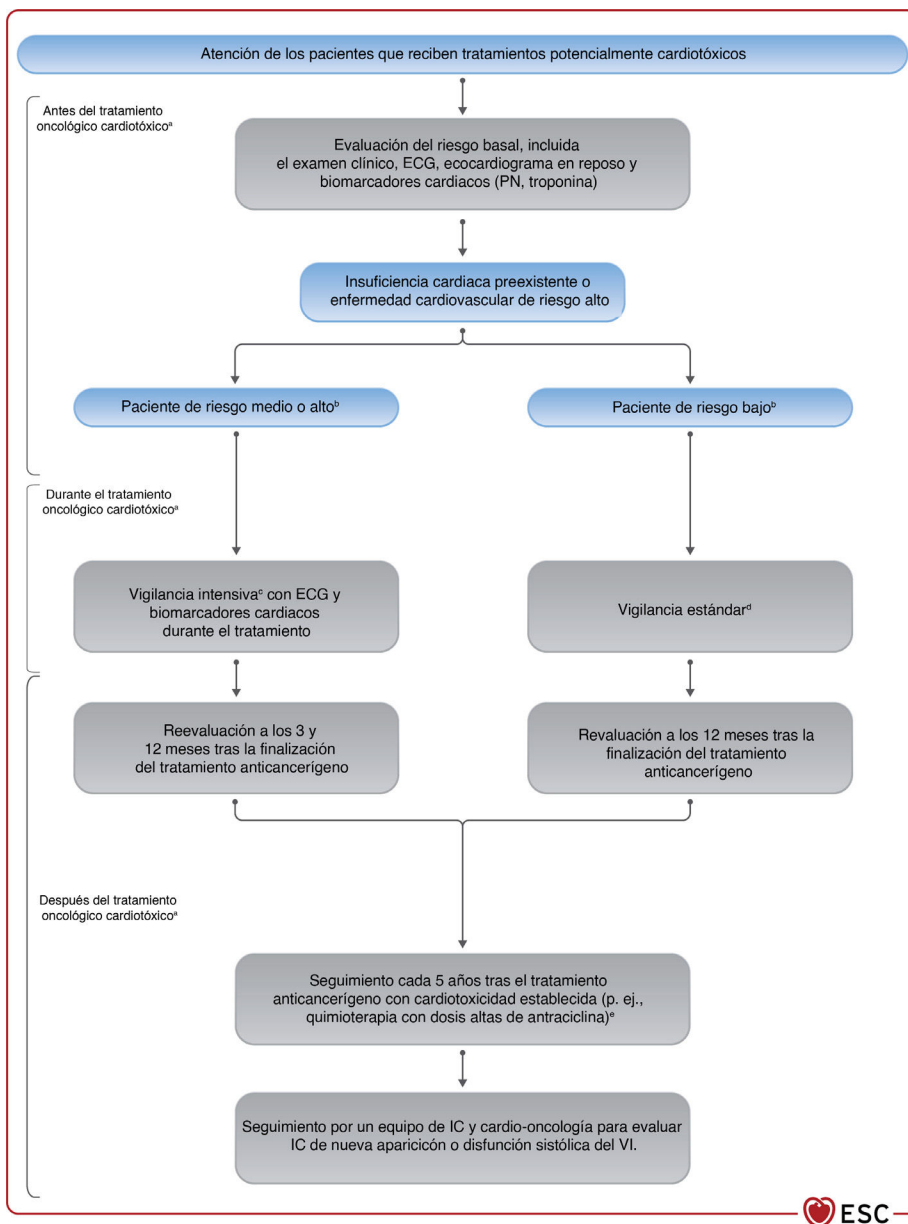 Atención de los pacientes que reciben tratamientos potencialmente cardiotóxicos
Antes del tratamiento
oncológico cardiotóxicoᵃ
Evaluación del riesgo basal, incluida
el examen clínico, ECG, ecocardiograma en reposo y
biomarcadores cardiacos (PN, troponina)
Insuficiencia cardiaca preexistente o
enfermedad cardiovascular de riesgo alto
Paciente de riesgo medio o altoᵇ
Paciente de riesgo bajoᵇ
Durante el tratamiento
oncológico cardiotóxicoᵃ
Vigilancia intensivaᶜ con ECG y
biomarcadores cardiacos
durante el tratamiento
Vigilancia estándarᵈ
Reevaluación a los 3 y
12 meses tras la finalización
del tratamiento anticancerígeno
Revaluación a los 12 meses tras la
finalización del tratamiento
anticancerígeno
Después del tratamiento
oncológico cardiotóxicoᵃ
Seguimiento cada 5 años tras el tratamiento
anticancerígeno con cardiotoxicidad establecida (p. ej.,
quimioterapia con dosis altas de antraciclina)ᵉ
Seguimiento por un equipo de IC y cardio-oncología para evaluar
IC de nueva aparicicón o disfunción sistólica del VI.
ESC